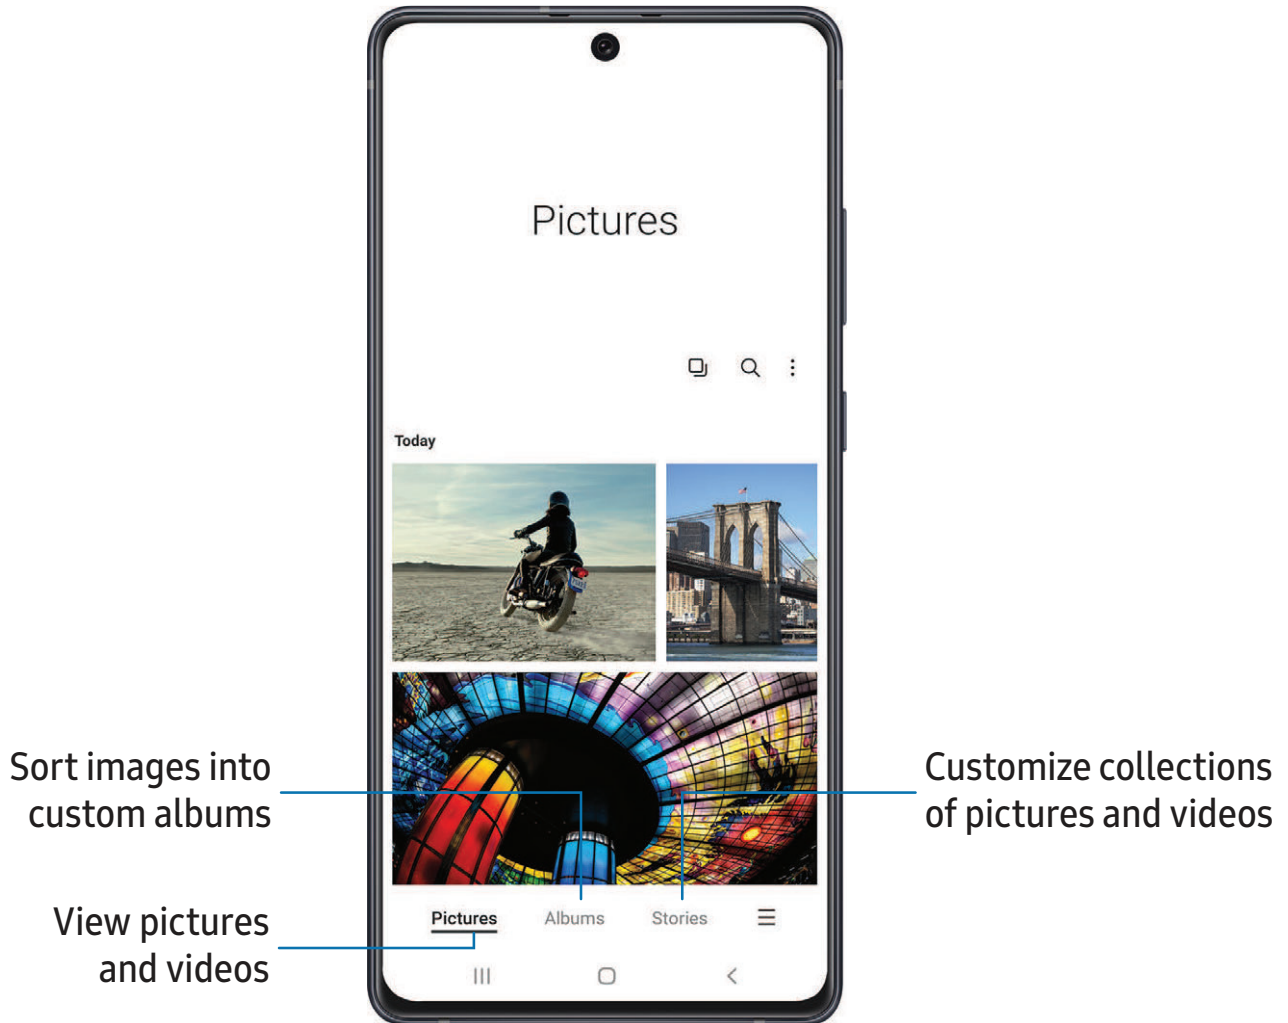 Pictures
Today
Sort images into
custom albums
Customize collections
of pictures and videos
View pictures
and videos
Pictures Albums Stories